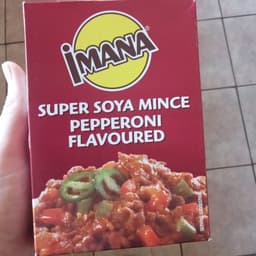 iMANA
SUPER SOYA MINCE
PEPPERONI
FLAVOURED